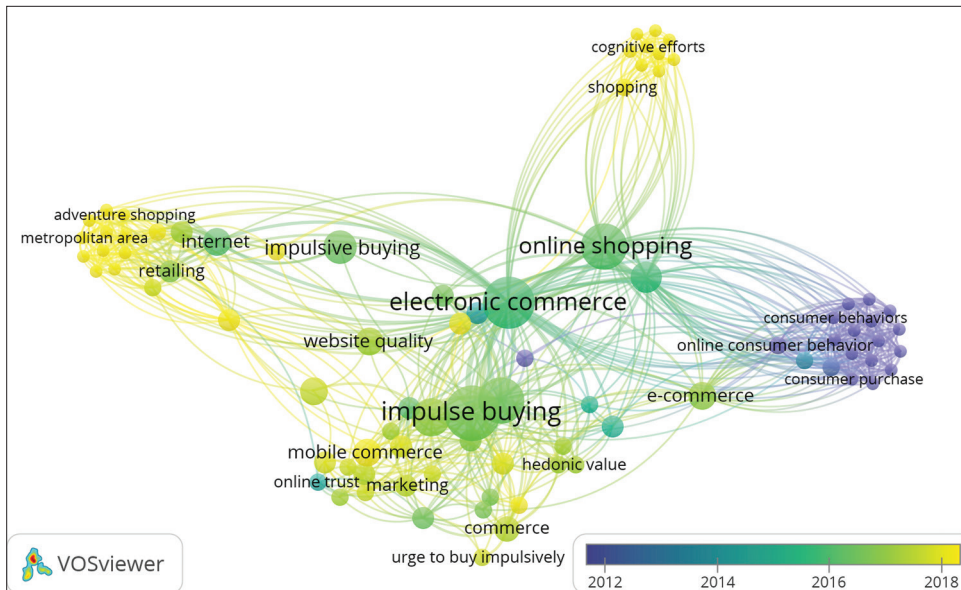 cognitive efforts
shopping
adventure shopping
metropolitan area
internet
impulsive buying
online shopping
retailing
electronic commerce
consumer behaviors
website quality
online consumer behavior
consumer purchase
e-commerce
impulse buying
mobile commerce
hedonic value
online trust
marketing
commerce
urge to buy impulsively
VOSviewer
2012
2014
2016
2018